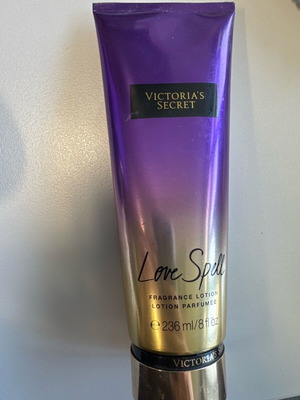 VICTORIA'S
SECRET
Love Spell
FRAGRANCE LOTION
LOTION PARFUMÉE
℮ 236 ml/8 fl oz
VICTORIA'S